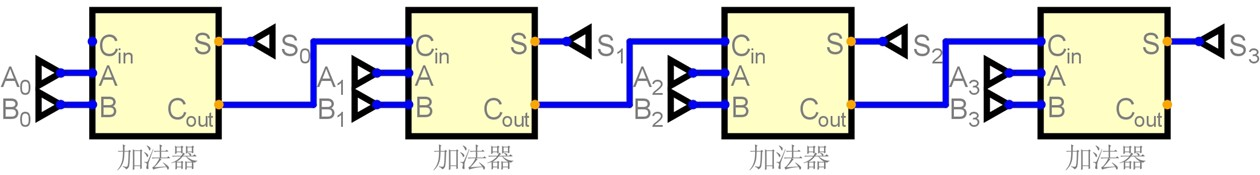 Cin S S0 Cin S S1 Cin S S2 Cin S S3
A0 A A1 A A2 A A3 A
B0 B Cout B1 B Cout B2 B Cout B3 B Cout
加法器 加法器 加法器 加法器